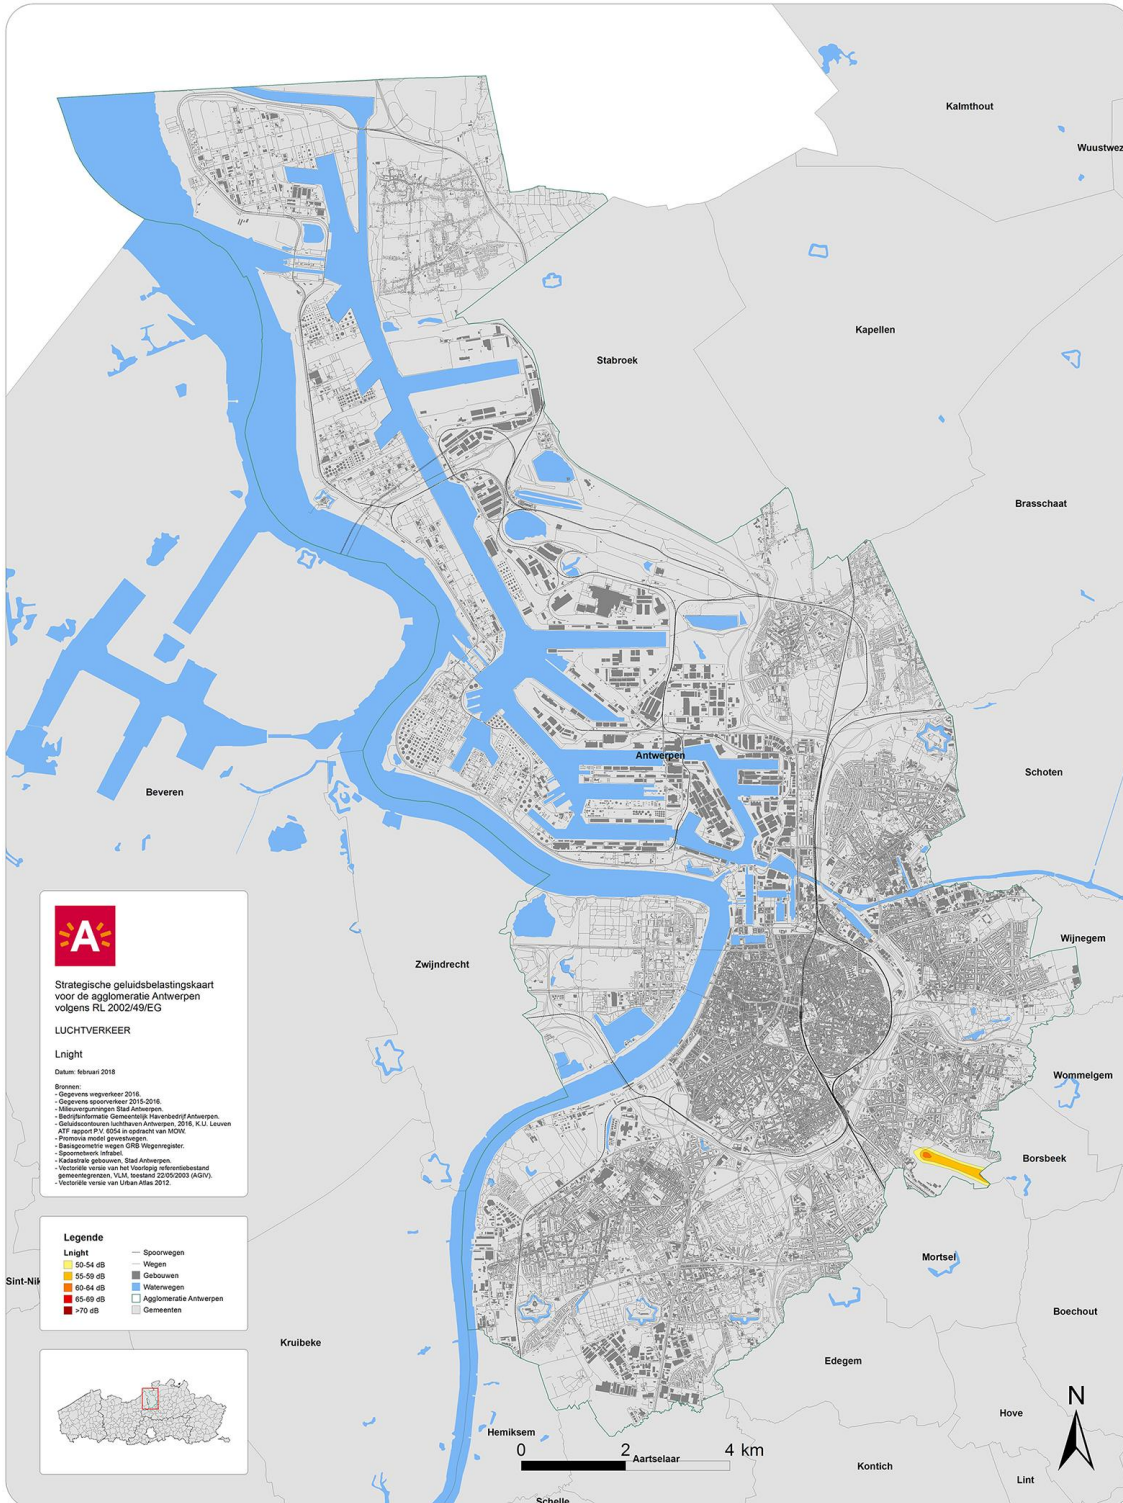 Kalmthout
Wuustwez
Kapellen
Stabroek
Brasschaat
Antwerpen
Schoten
Beveren
Wijnegem
Zwijndrecht
Wommelgem
Borsbeek
Mortsel
Boechout
Edegem
Kruibeke
Sint-Nik
Hove
Hemiksem
Aartselaar
Kontich
Lint
Schelle
A
Strategische geluidsbelastingskaart
voor de agglomeratie Antwerpen
volgens RL 2002/49/EG
LUCHTVERKEER
Lnight
Datum: februari 2018
Bronnen:
- Gegevens wegverkeer 2016.
- Gegevens spoorverkeer 2015-2016.
- Milieuvergunningen Stad Antwerpen.
- Bedrijfsinformatie Gemeentelijk Havenbedrijf Antwerpen.
- Geluidscontouren luchthaven Antwerpen, 2016, K.U. Leuven
ATF rapport P.V. 6054 in opdracht van MOW.
- Promovia model gewestwegen.
- Basisgeometrie wegen GRB Wegenregister.
- Spoornetwerk Infrabel.
- Kadastrale gebouwen, Stad Antwerpen.
- Vectoriële versie van het Voorlopig referentiebestand
gemeentegrenzen, VLM, toestand 22/05/2003 (AGIV).
- Vectoriële versie van Urban Atlas 2012.
Legende
Lnight
50-54 dB
55-59 dB
60-64 dB
65-69 dB
>70 dB
Spoorwegen
Wegen
Gebouwen
Waterwegen
Agglomeratie Antwerpen
Gemeenten
0 2 4 km
N